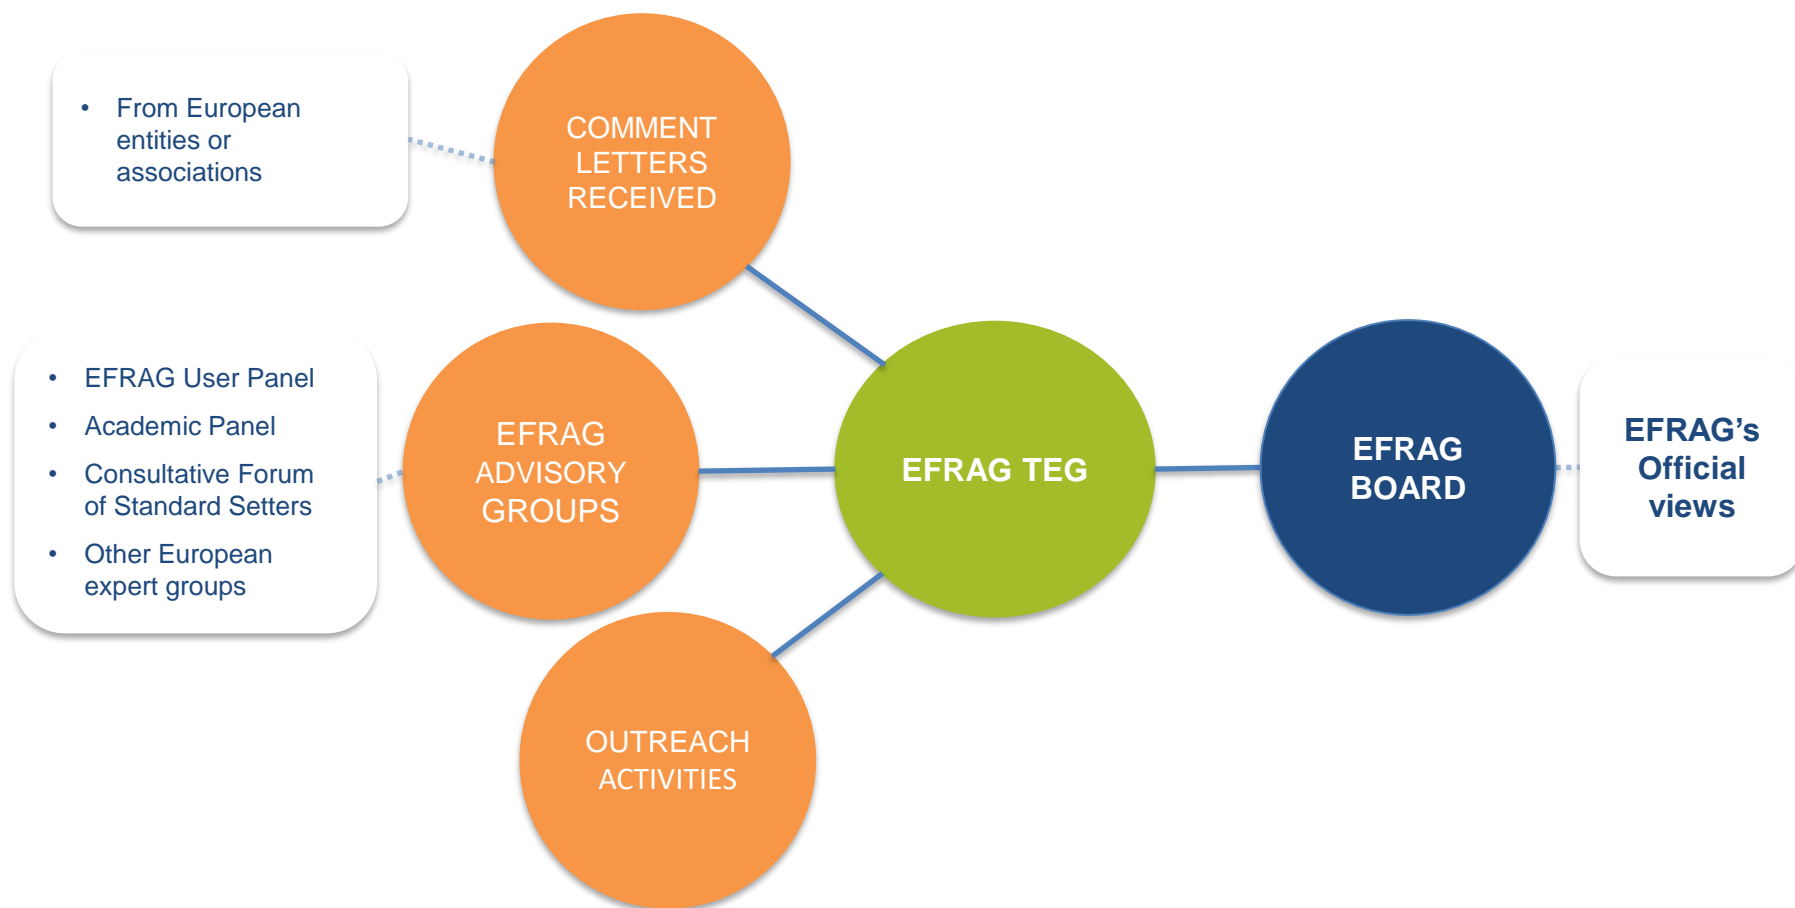 • From European
entities or
associations
COMMENT
LETTERS
RECEIVED
• EFRAG User Panel
• Academic Panel
• Consultative Forum
of Standard Setters
• Other European
expert groups
EFRAG
ADVISORY
GROUPS
EFRAG TEG
EFRAG
BOARD
EFRAG's
Official
views
OUTREACH
ACTIVITIES